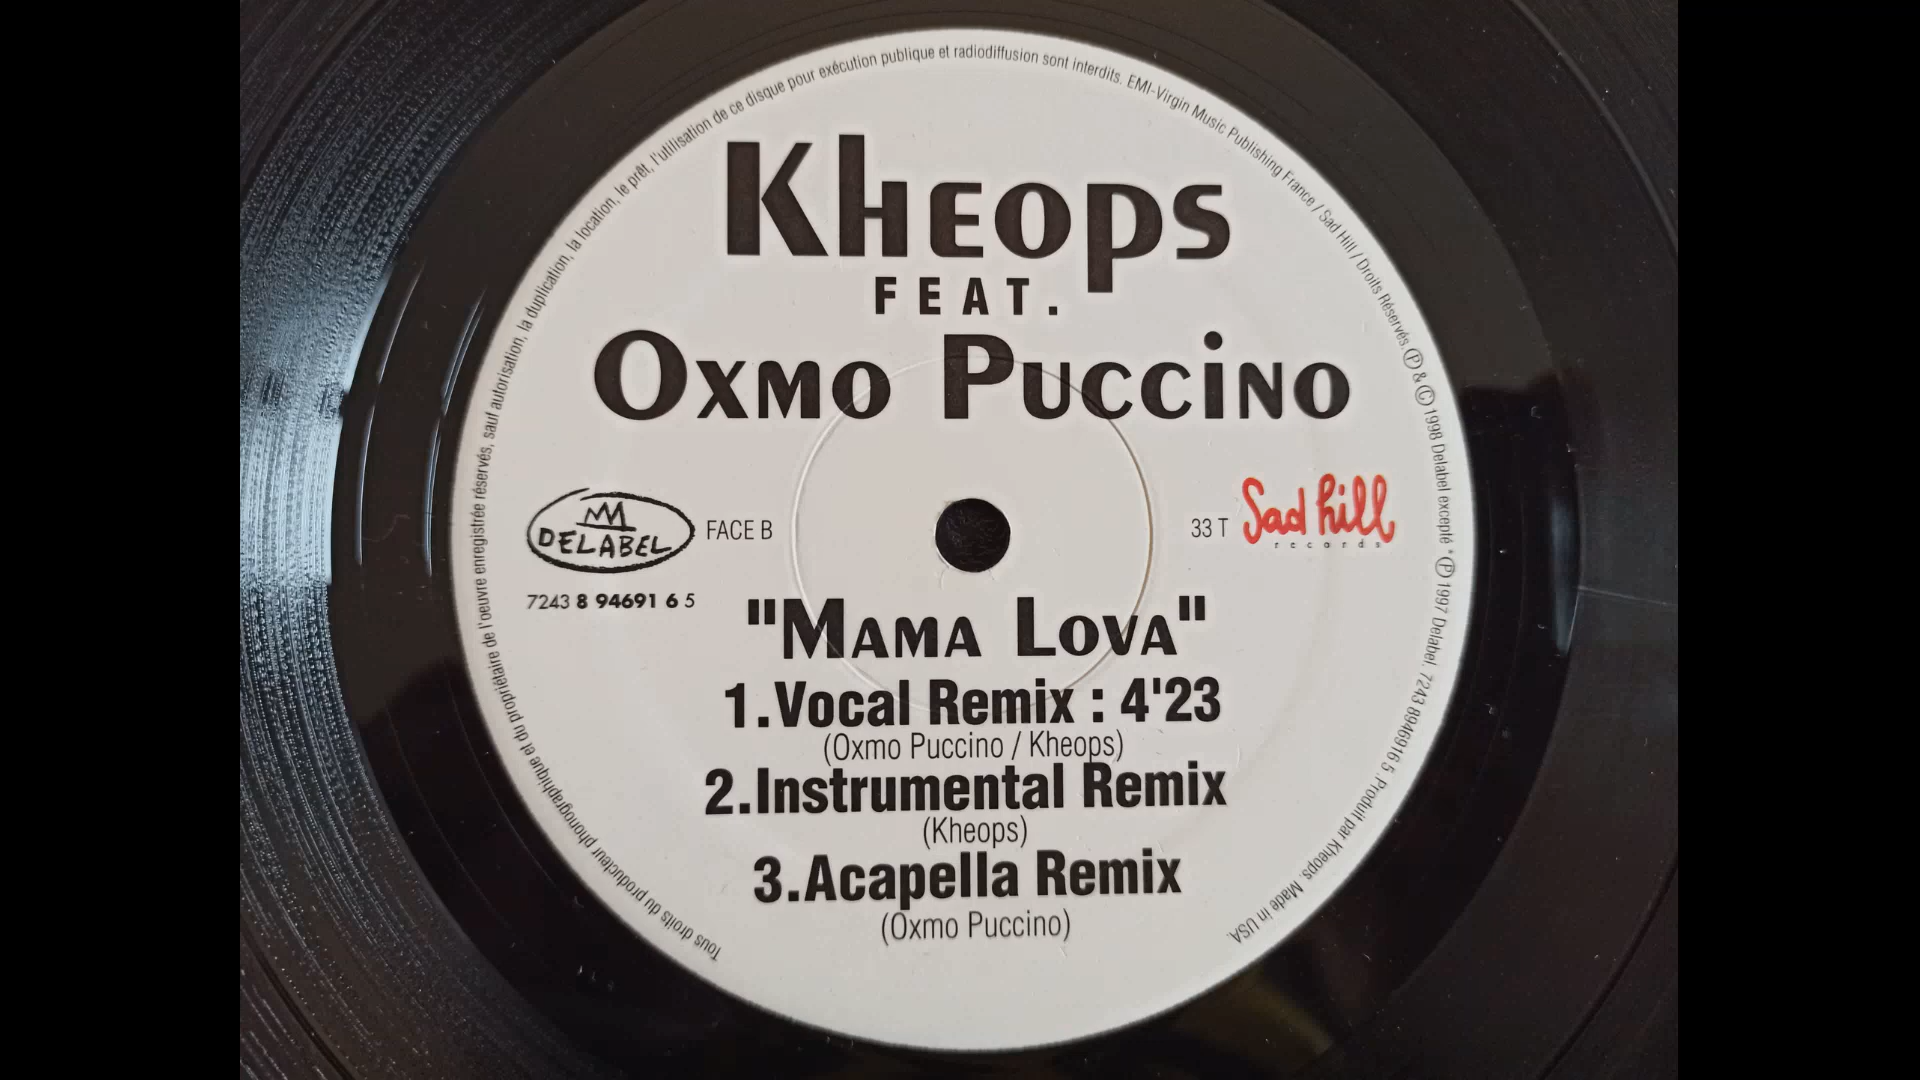 Kheops
FEAT.
Oxmo Puccino
DELABEL
FACE B
7243 8 94691 6 5
33 T
Sad hill
records
"Mama Lova"
1.Vocal Remix : 4'23
(Oxmo Puccino / Kheops)
2.Instrumental Remix
(Kheops)
3.Acapella Remix
(Oxmo Puccino)
Tous droits du producteur phonographique et du propriétaire de l'oeuvre enregistrée réservés, sauf autorisation, la duplication, la location, le prêt, l'utilisation de ce disque pour exécution publique et radiodiffusion sont interdits. EMI-Virgin Music Publishing France / Sad Hill / Droits Réservés. Ⓟ & © 1998 Delabel excepté * Ⓟ 1997 Delabel. 7243 8946916 5. Produit par Kheops. Made in USA.